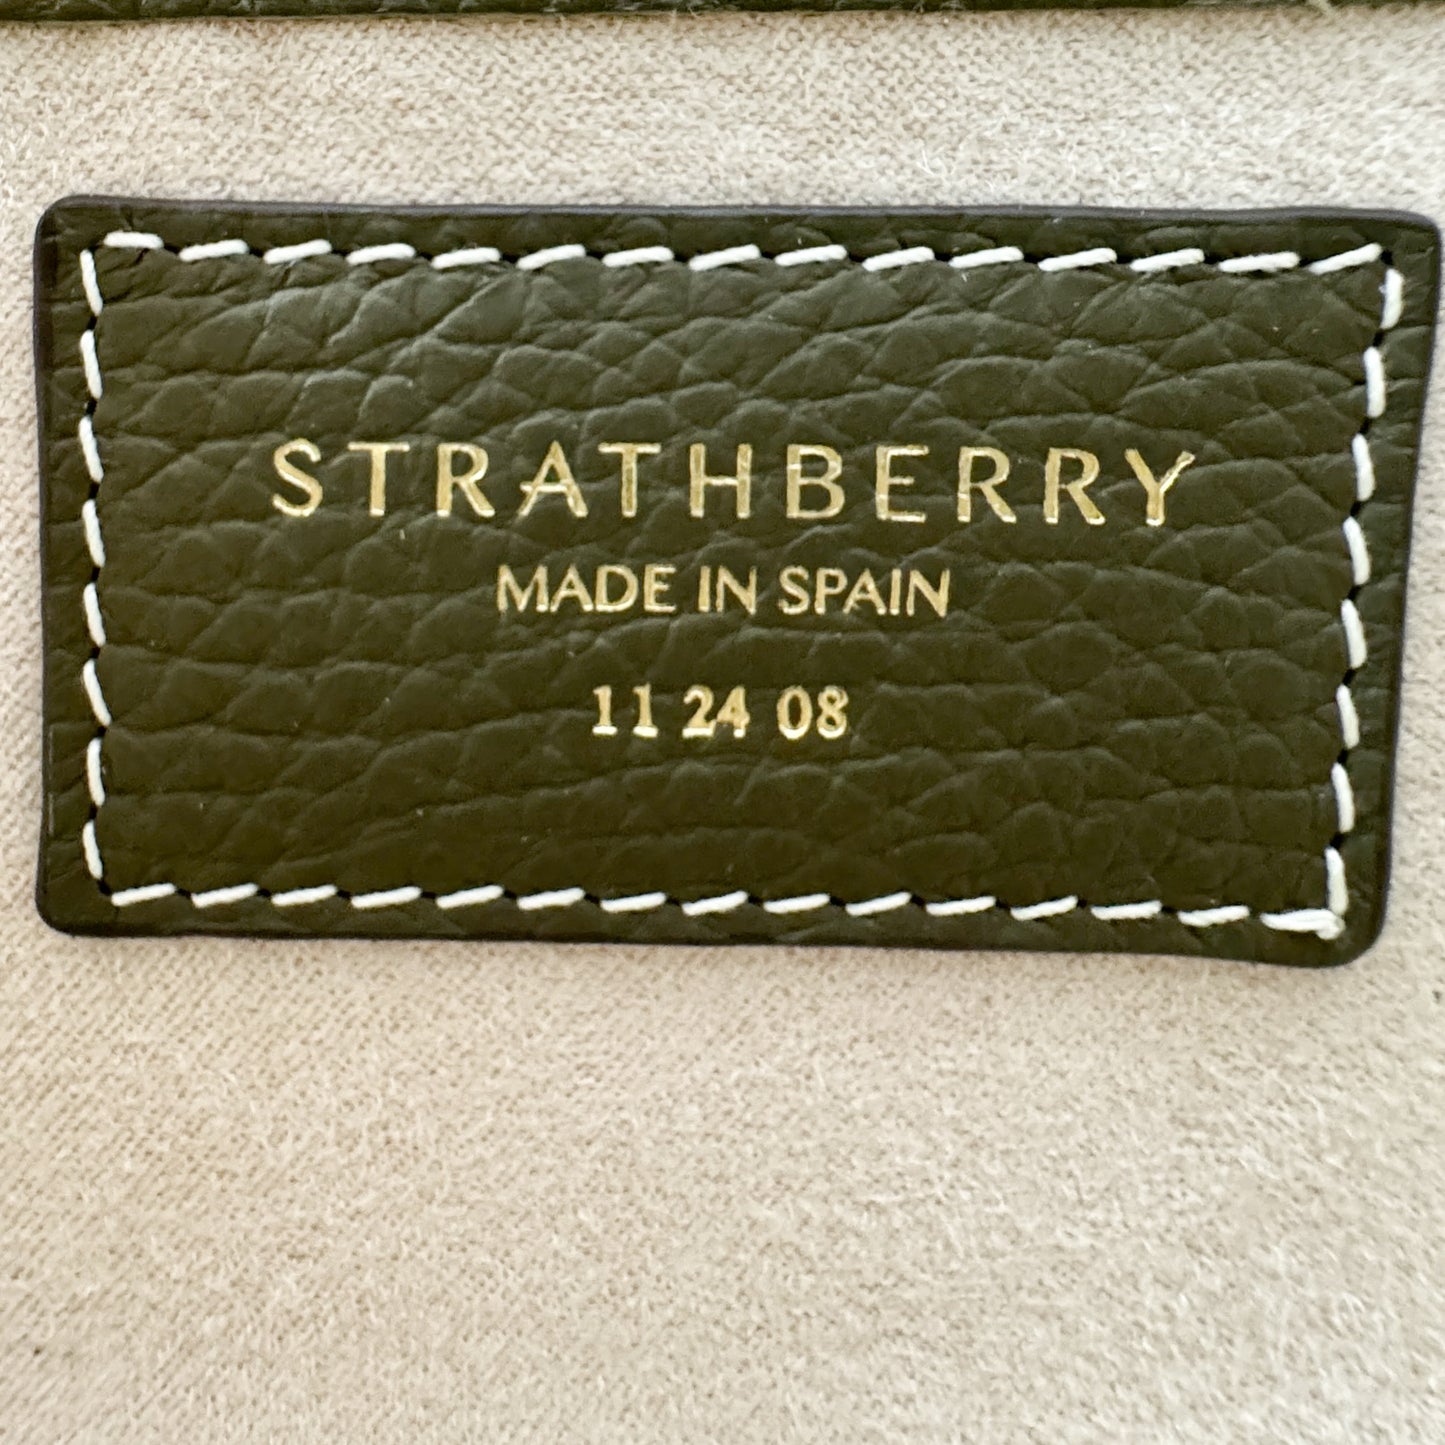 STRATHBERRY
MADE IN SPAIN
11 24 08